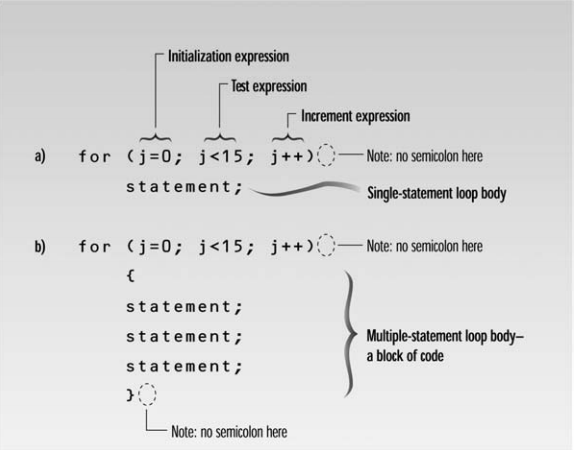 Initialization expression
Test expression
Increment expression
a) for (j=0; j<15; j++) Note: no semicolon here
statement; Single-statement loop body
b) for (j=0; j<15; j++) Note: no semicolon here
{
statement;
statement;
statement;
Multiple-statement loop body–
a block of code
}
Note: no semicolon here